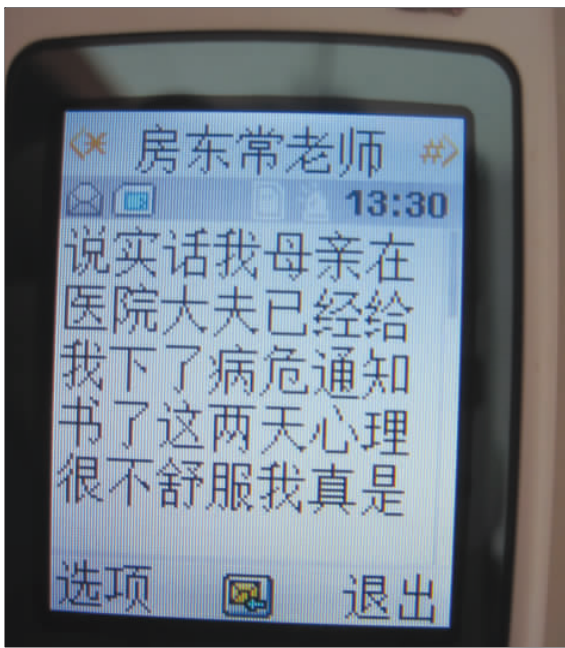 房东常老师
13:30
说实话我母亲在
医院大夫已经给
我下了病危通知
书了这两天心理
很不舒服我真是
选项 退出